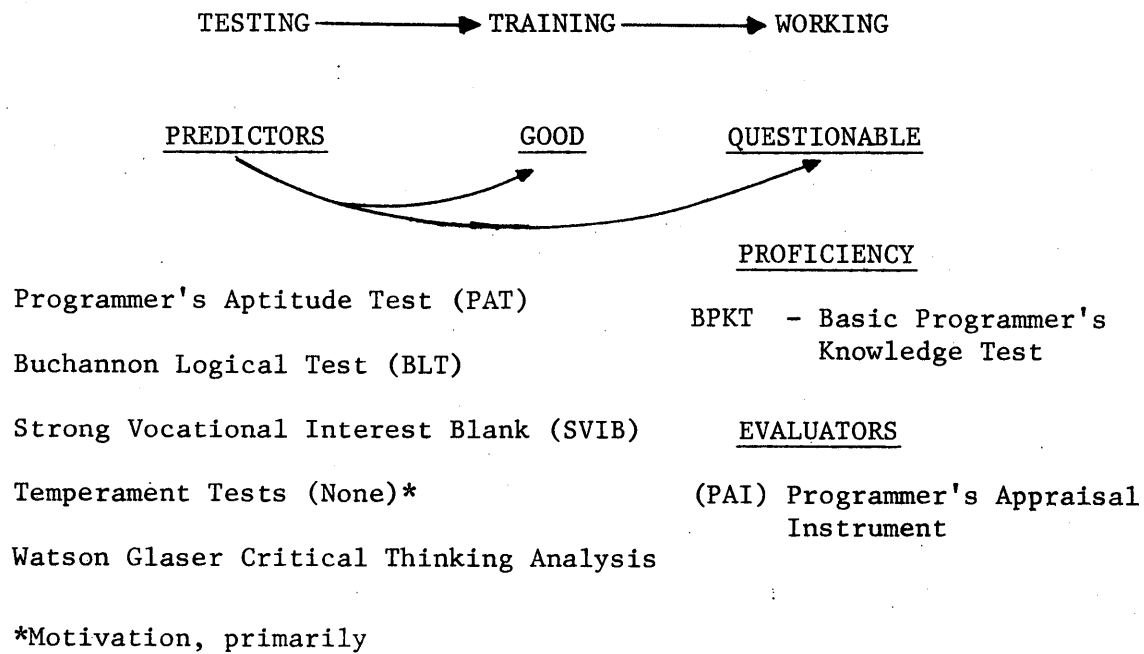 TESTING TRAINING WORKING
PREDICTORS GOOD QUESTIONABLE
Programmer's Aptitude Test (PAT)
Buchannon Logical Test (BLT)
Strong Vocational Interest Blank (SVIB)
Temperament Tests (None)*
Watson Glaser Critical Thinking Analysis
*Motivation, primarily
PROFICIENCY
BPKT - Basic Programmer's
Knowledge Test
EVALUATORS
(PAI) Programmer's Appraisal
Instrument